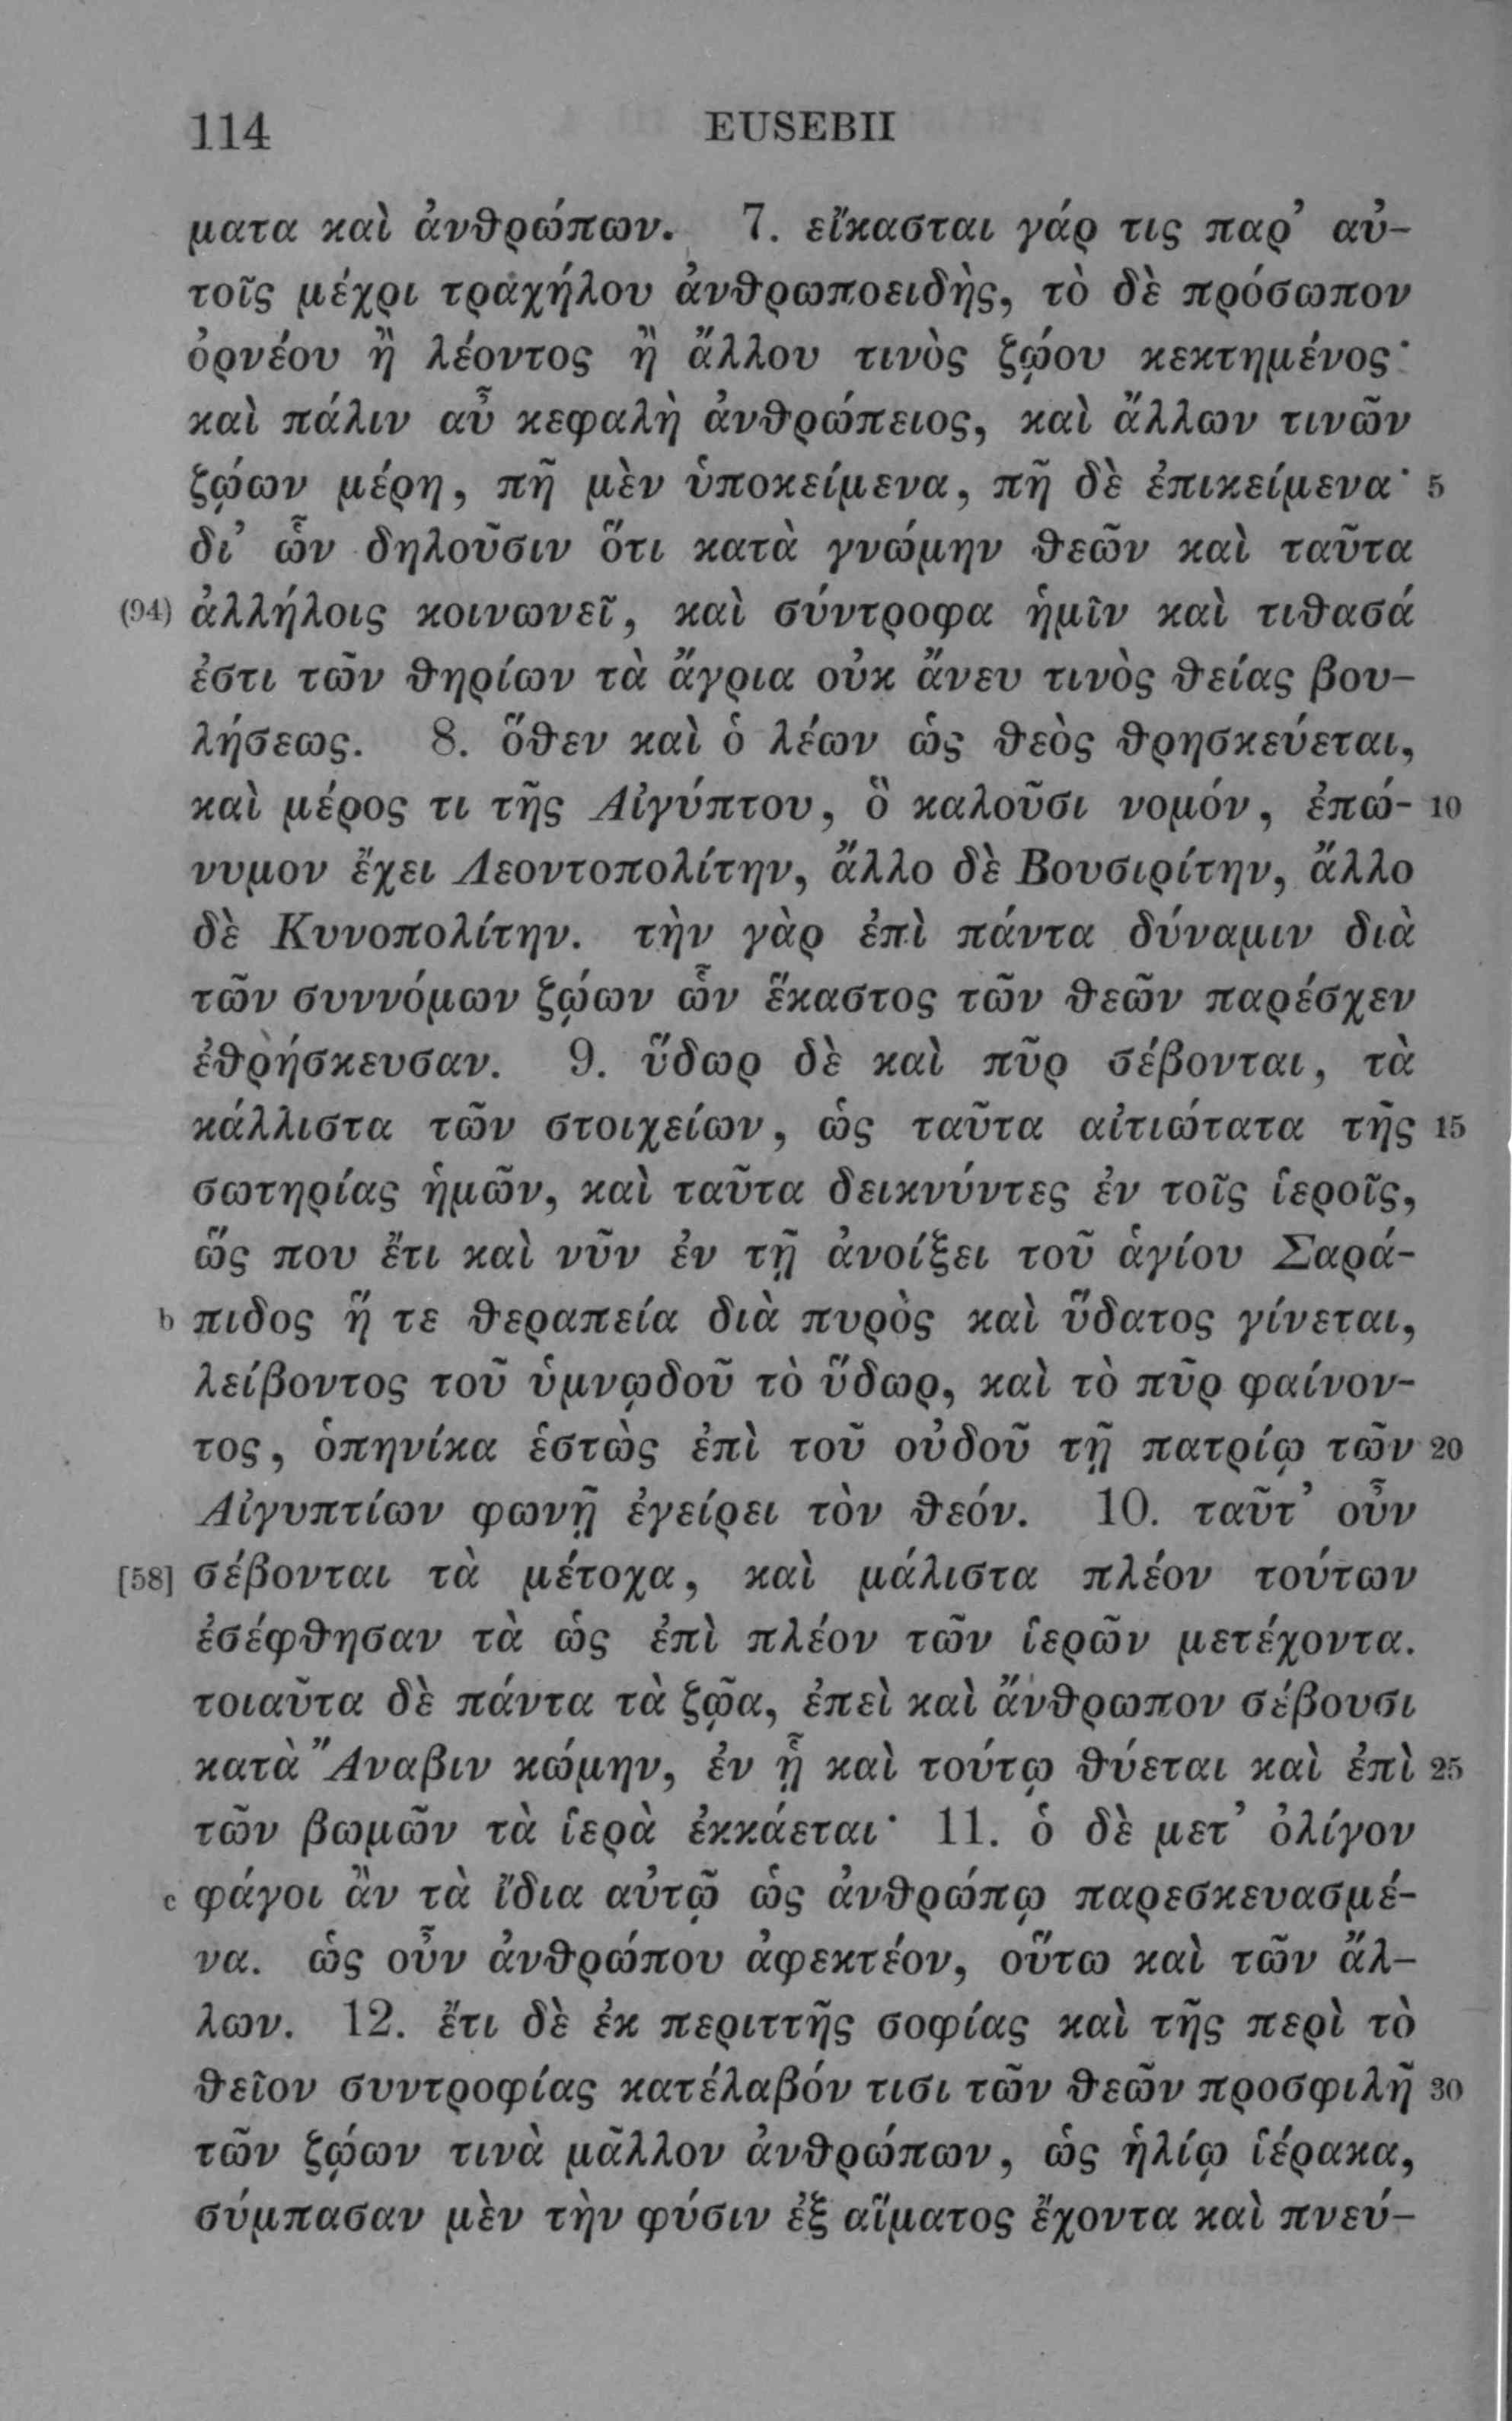 114 EUSEBII
ματα καὶ ἀνθρώπων. 7. εἴκασται γάρ τις παρ’ αὐ-
τοῖς μέχρι τραχήλου ἀνθρωποειδὴς, τὸ δὲ πρόσωπον
ὀρνέου ἢ λέοντος ἢ ἄλλου τινὸς ζῴου κεκτημένος·
καὶ πάλιν αὖ κεφαλὴ ἀνθρώπειος, καὶ ἄλλων τινῶν
ζῴων μέρη, πῆ μὲν ὑποκείμενα, πῆ δὲ ἐπικείμενα· 5
δι’ ὧν δηλοῦσιν ὅτι κατὰ γνώμην θεῶν καὶ ταῦτα
(94) ἀλλήλοις κοινωνεῖ, καὶ σύντροφα ἡμῖν καὶ τιθασά
ἐστι τῶν θηρίων τὰ ἄγρια οὐκ ἄνευ τινὸς θείας βου-
λήσεως. 8. ὅθεν καὶ ὁ λέων ὡς θεὸς θρησκεύεται,
καὶ μέρος τι τῆς Αἰγύπτου, ὃ καλοῦσι νομόν, ἐπώ- 10
νυμον ἔχει Λεοντοπολίτην, ἄλλο δὲ Βουσιρίτην, ἄλλο
δὲ Κυνοπολίτην. τὴν γὰρ ἐπὶ πάντα δύναμιν διὰ
τῶν συννόμων ζῴων ὧν ἕκαστος τῶν θεῶν παρέσχεν
ἐθρήσκευσαν. 9. ὕδωρ δὲ καὶ πῦρ σέβονται, τὰ
κάλλιστα τῶν στοιχείων, ὡς ταῦτα αἰτιώτατα τῆς 15
σωτηρίας ἡμῶν, καὶ ταῦτα δεικνύντες ἐν τοῖς ἱεροῖς,
ὥς που ἔτι καὶ νῦν ἐν τῇ ἀνοίξει τοῦ ἁγίου Σαρά-
b πιδος ἥ τε θεραπεία διὰ πυρὸς καὶ ὕδατος γίνεται,
λείβοντος τοῦ ὑμνῳδοῦ τὸ ὕδωρ, καὶ τὸ πῦρ φαίνον-
τος, ὁπηνίκα ἑστὼς ἐπὶ τοῦ οὐδοῦ τῇ πατρίῳ τῶν 20
Αἰγυπτίων φωνῇ ἐγείρει τὸν θεόν. 10. ταῦτ’ οὖν
[58] σέβονται τὰ μέτοχα, καὶ μάλιστα πλέον τούτων
ἐσέφθησαν τὰ ὡς ἐπὶ πλέον τῶν ἱερῶν μετέχοντα.
τοιαῦτα δὲ πάντα τὰ ζῷα, ἐπεὶ καὶ ἄνθρωπον σέβουσι
κατὰ Ἄναβιν κώμην, ἐν ᾗ καὶ τούτῳ θύεται καὶ ἐπὶ 25
τῶν βωμῶν τὰ ἱερὰ ἐκκάεται· 11. ὁ δὲ μετ’ ὀλίγον
c φάγοι ἂν τὰ ἴδια αὐτῷ ὡς ἀνθρώπῳ παρεσκευασμέ-
να. ὡς οὖν ἀνθρώπου ἀφεκτέον, οὕτω καὶ τῶν ἄλ-
λων. 12. ἔτι δὲ ἐκ περιττῆς σοφίας καὶ τῆς περὶ τὸ
θεῖον συντροφίας κατέλαβόν τισι τῶν θεῶν προσφιλῆ 30
τῶν ζῴων τινὰ μᾶλλον ἀνθρώπων, ὡς ἡλίῳ ἱέρακα,
σύμπασαν μὲν τὴν φύσιν ἐξ αἵματος ἔχοντα καὶ πνεύ-